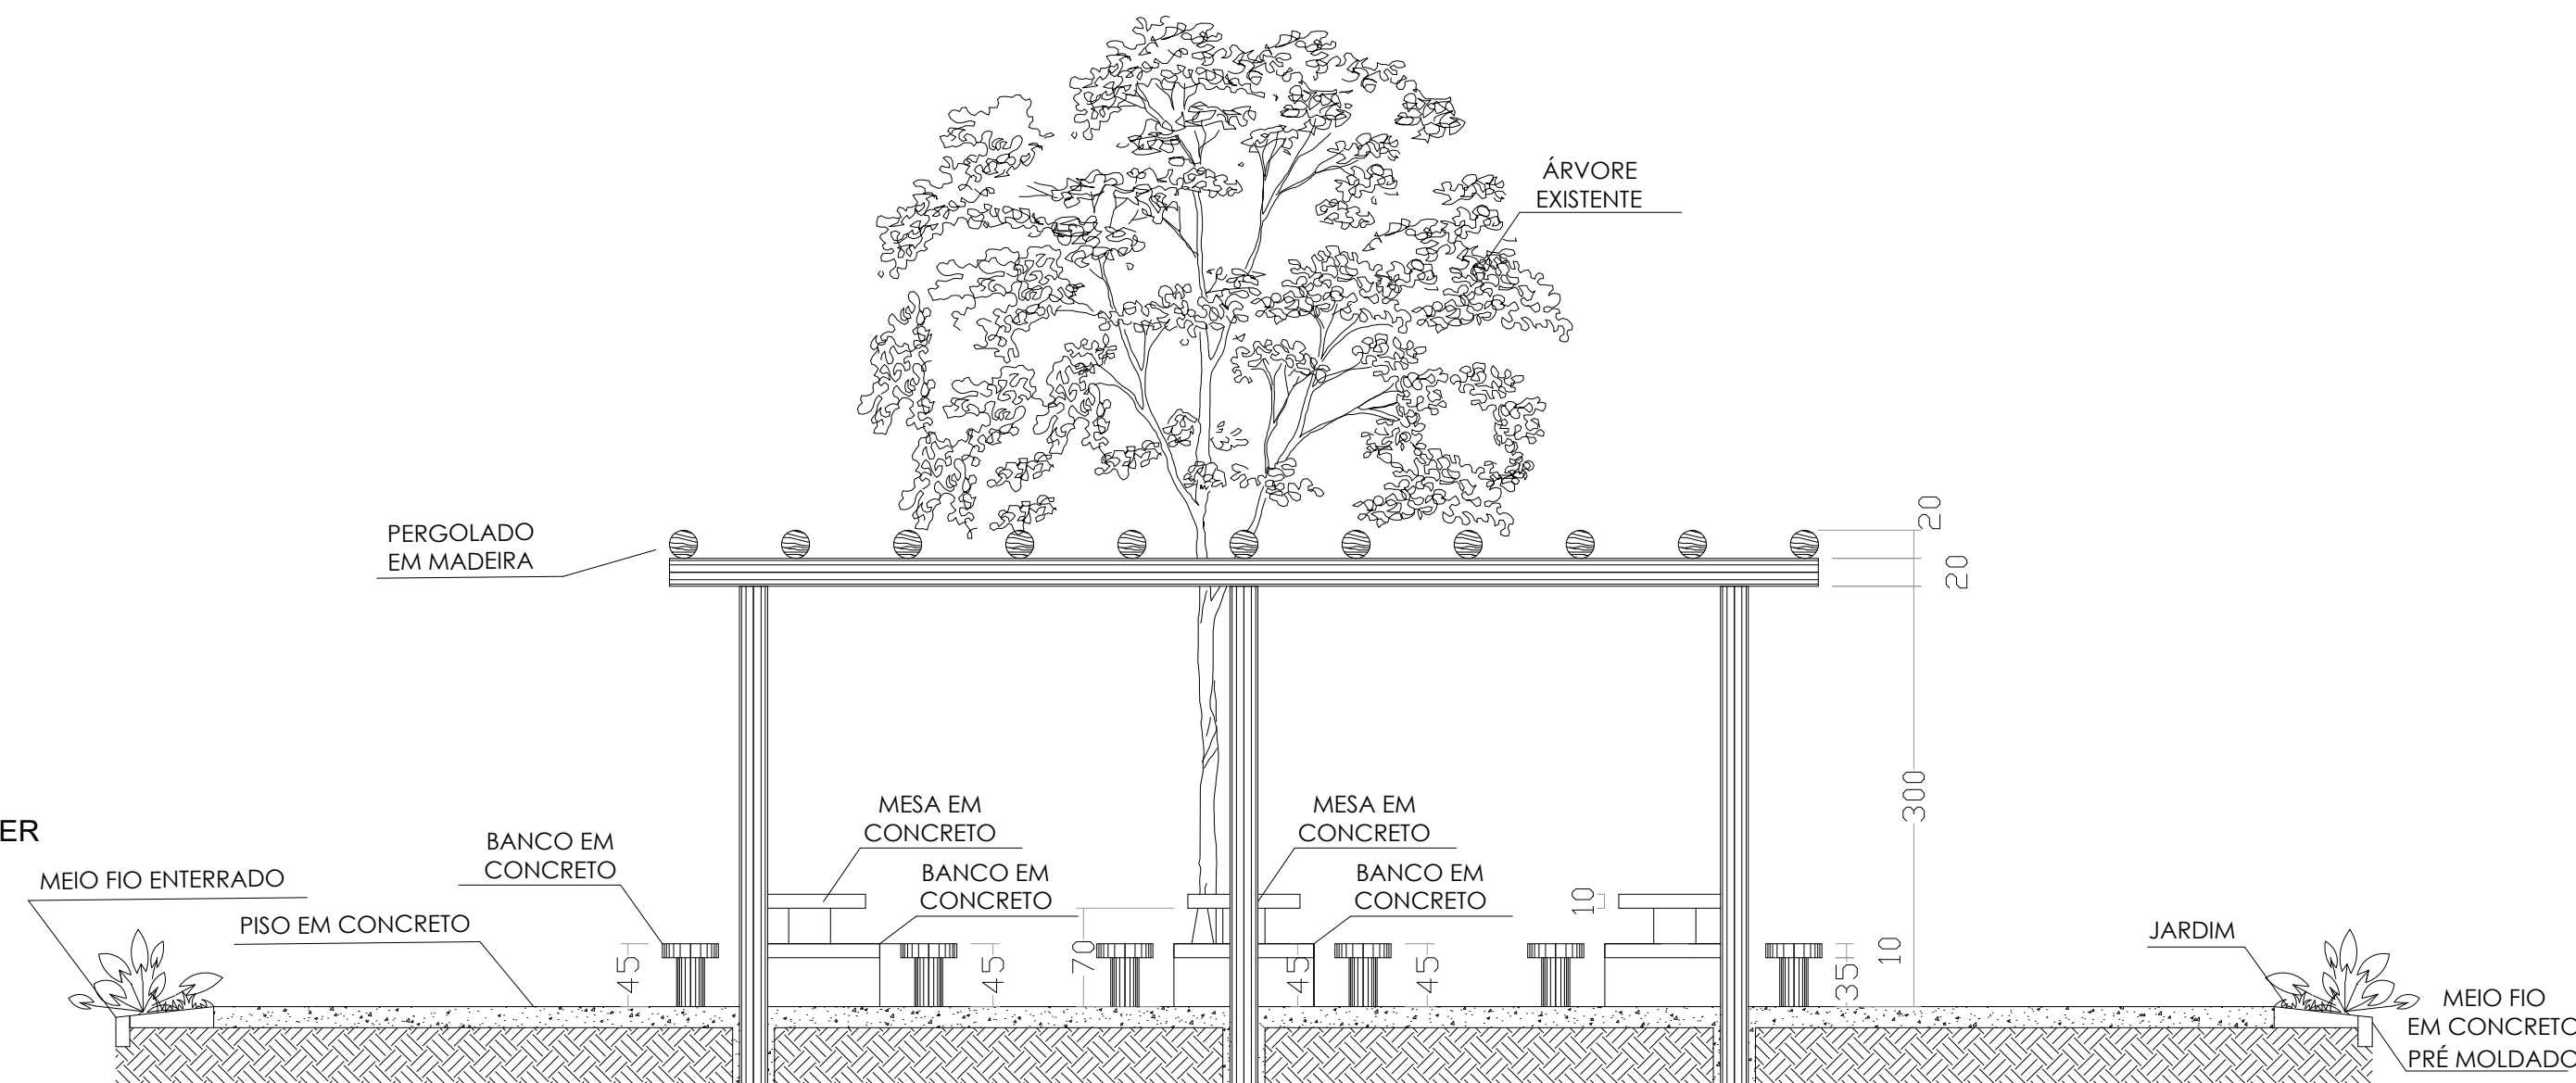 ÁRVORE
EXISTENTE
20
PERGOLADO
EM MADEIRA
20
300
MESA EM
CONCRETO
MESA EM
CONCRETO
ER
BANCO EM
CONCRETO
BANCO EM
CONCRETO
BANCO EM
CONCRETO
MEIO FIO ENTERRADO
10
PISO EM CONCRETO
JARDIM
10
70
45
45
45
45
35
MEIO FIO
EM CONCRETO
PRÉ MOLDADO